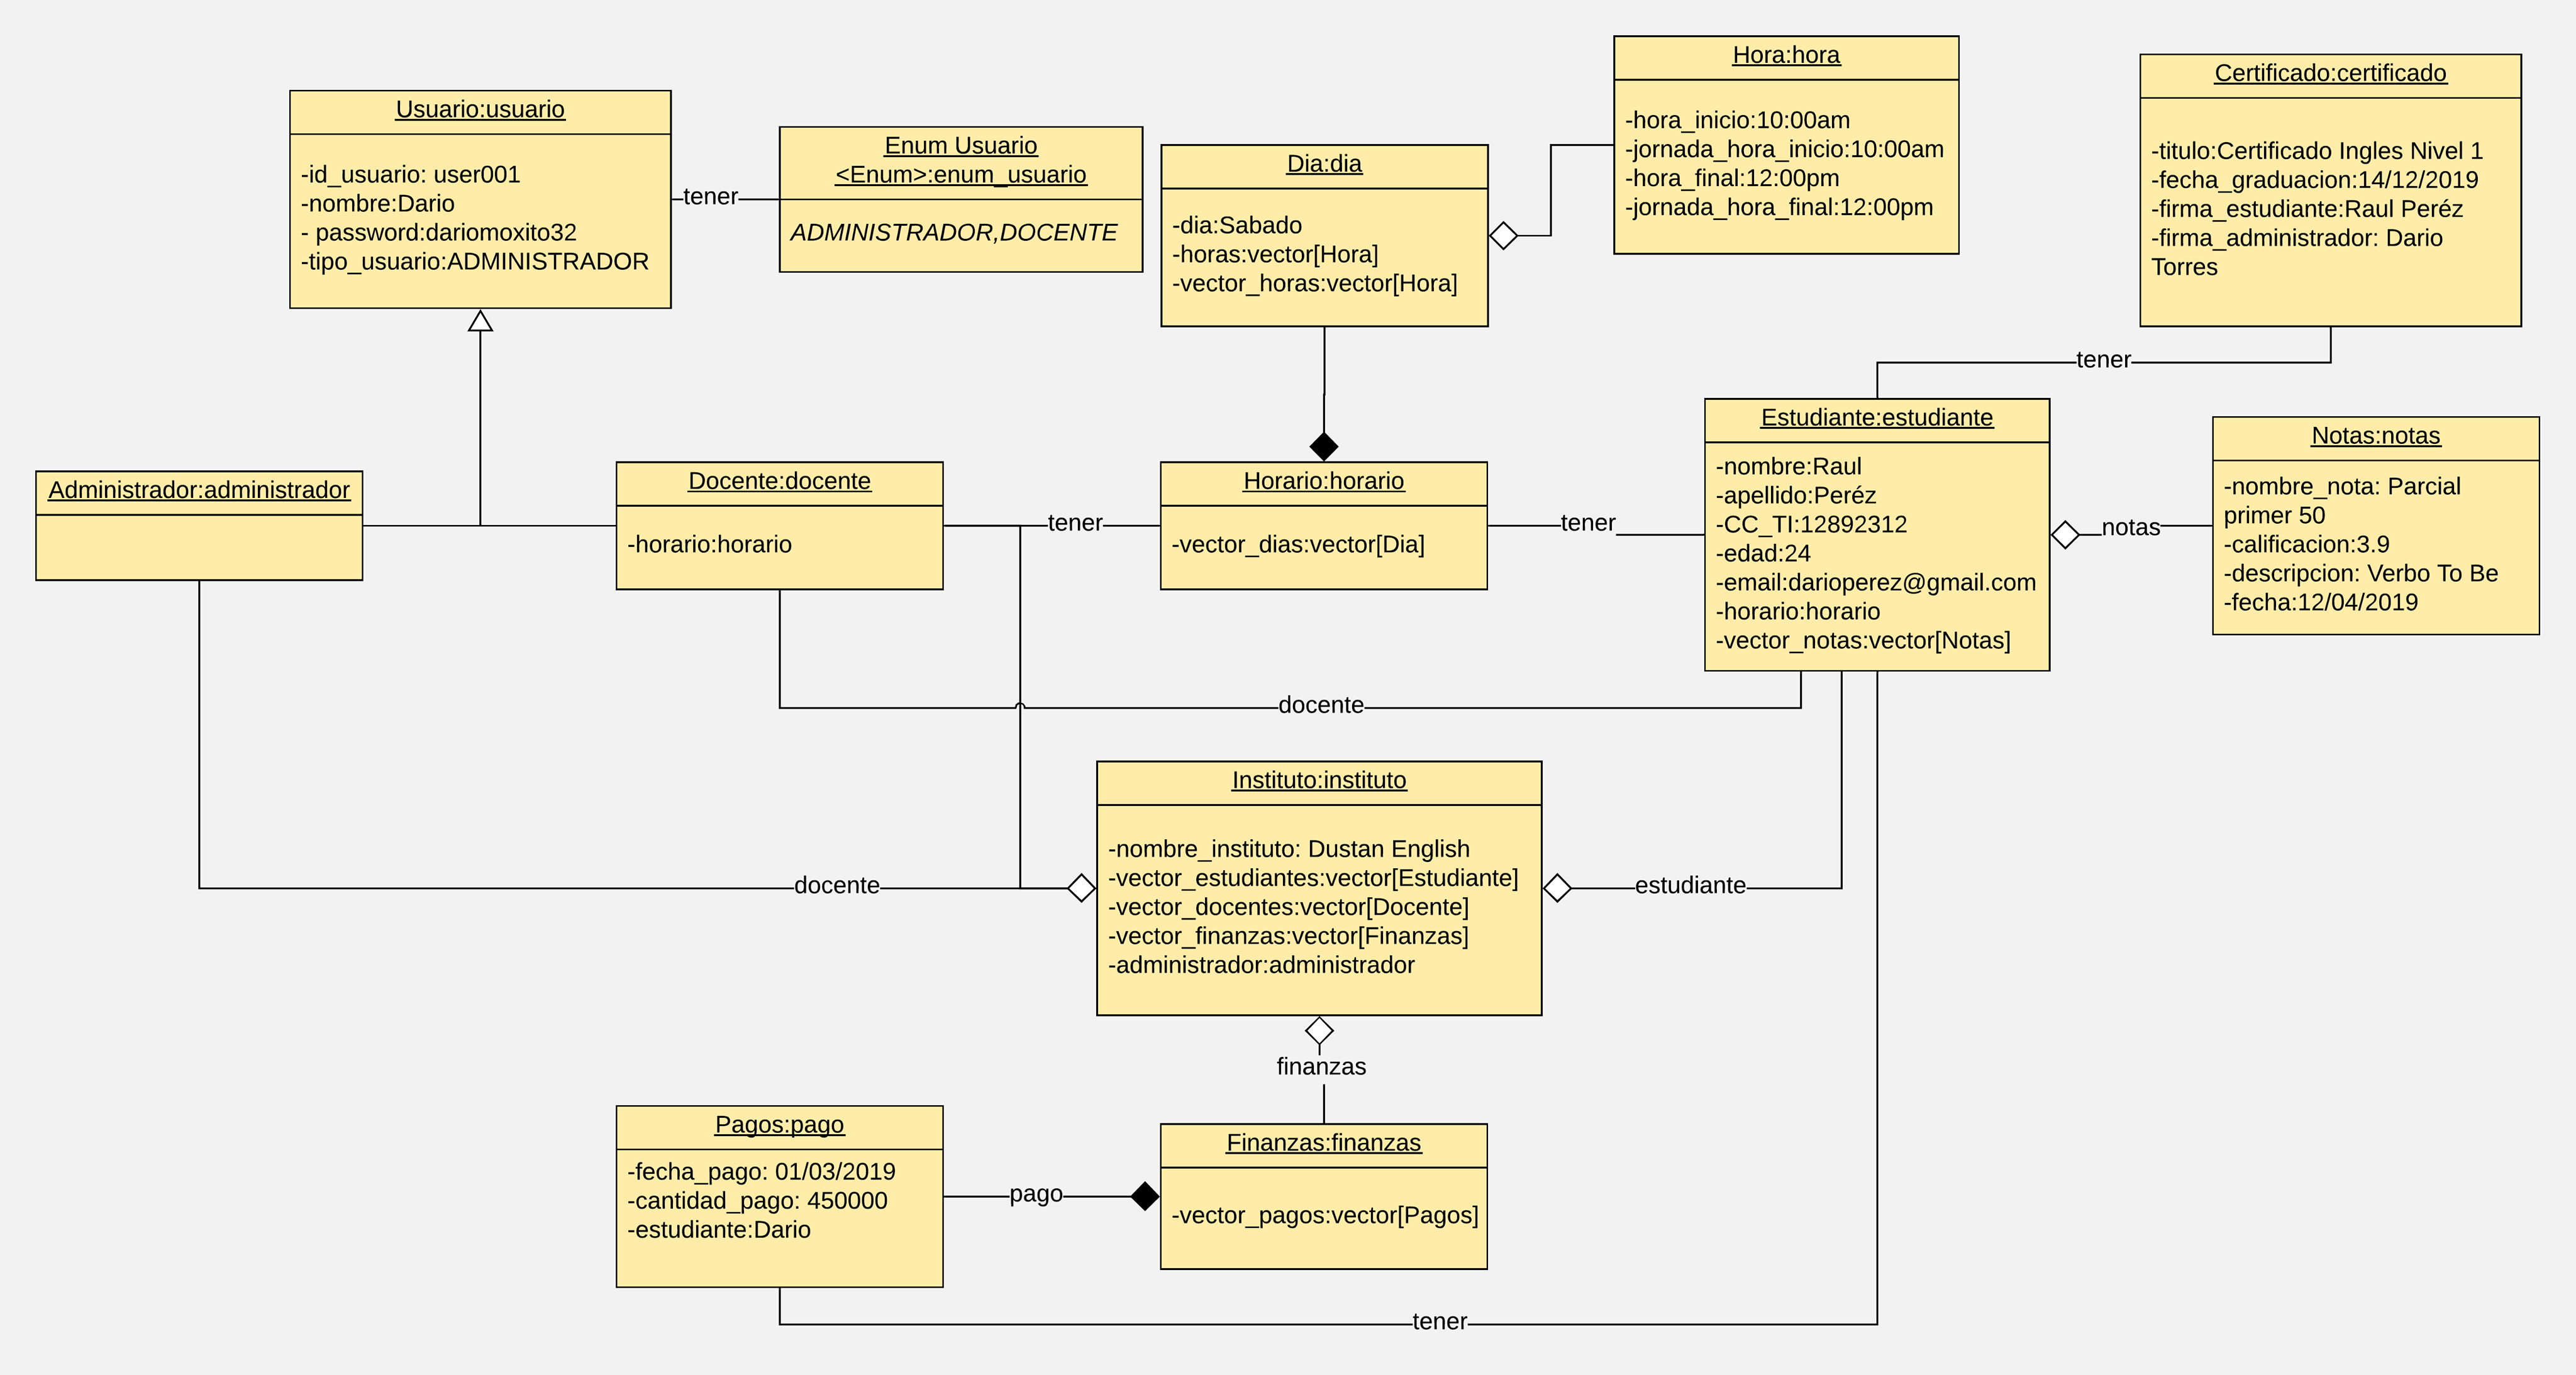 Usuario:usuario
-id_usuario: user001
-nombre:Dario
- password:dariomoxito32
-tipo_usuario:ADMINISTRADOR
tener
Enum Usuario
<Enum>:enum_usuario
ADMINISTRADOR,DOCENTE
Dia:dia
-dia:Sabado
-horas:vector[Hora]
-vector_horas:vector[Hora]
Hora:hora
-hora_inicio:10:00am
-jornada_hora_inicio:10:00am
-hora_final:12:00pm
-jornada_hora_final:12:00pm
Certificado:certificado
-titulo:Certificado Ingles Nivel 1
-fecha_graduacion:14/12/2019
-firma_estudiante:Raul Peréz
-firma_administrador: Dario
Torres
tener
Administrador:administrador
Docente:docente
-horario:horario
tener
Horario:horario
-vector_dias:vector[Dia]
tener
Estudiante:estudiante
-nombre:Raul
-apellido:Peréz
-CC_TI:12892312
-edad:24
-email:darioperez@gmail.com
-horario:horario
-vector_notas:vector[Notas]
notas
Notas:notas
-nombre_nota: Parcial
primer 50
-calificacion:3.9
-descripcion: Verbo To Be
-fecha:12/04/2019
docente
Instituto:instituto
-nombre_instituto: Dustan English
-vector_estudiantes:vector[Estudiante]
-vector_docentes:vector[Docente]
-vector_finanzas:vector[Finanzas]
-administrador:administrador
docente
estudiante
finanzas
Pagos:pago
-fecha_pago: 01/03/2019
-cantidad_pago: 450000
-estudiante:Dario
pago
Finanzas:finanzas
-vector_pagos:vector[Pagos]
tener